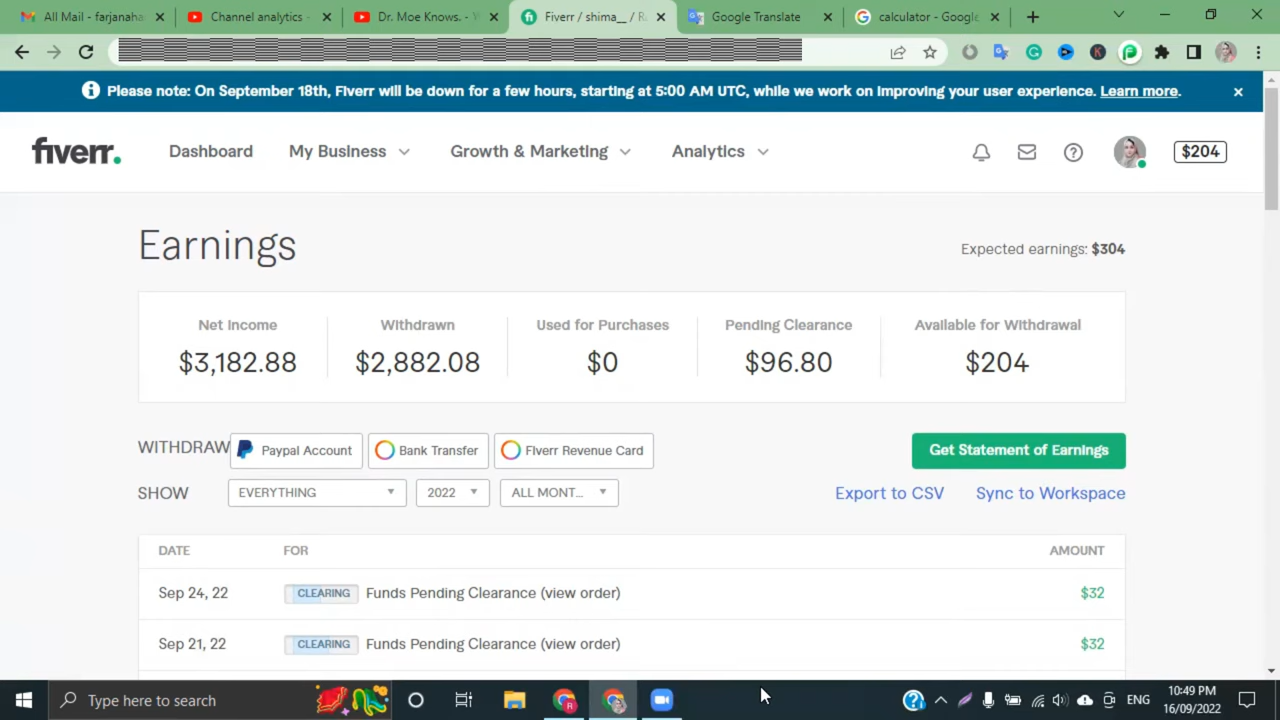 All Mail - farjanaha
Channel analytics -
Dr. Moe Knows. - Y
Fiverr / shima__ / R
Google Translate
calculator - Google
Please note: On September 18th, Fiverr will be down for a few hours, starting at 5:00 AM UTC, while we work on improving your user experience. Learn more.
fiverr. Dashboard My Business Growth & Marketing Analytics $204
Earnings
Expected earnings: $304
Net Income Withdrawn Used for Purchases Pending Clearance Available for Withdrawal
$3,182.88 $2,882.08 $0 $96.80 $204
WITHDRAW Paypal Account Bank Transfer Fiverr Revenue Card Get Statement of Earnings
SHOW EVERYTHING 2022 ALL MONT... Export to CSV Sync to Workspace
DATE FOR AMOUNT
Sep 24, 22 CLEARING Funds Pending Clearance (view order) $32
Sep 21, 22 CLEARING Funds Pending Clearance (view order) $32
Type here to search
ENG
10:49 PM
16/09/2022